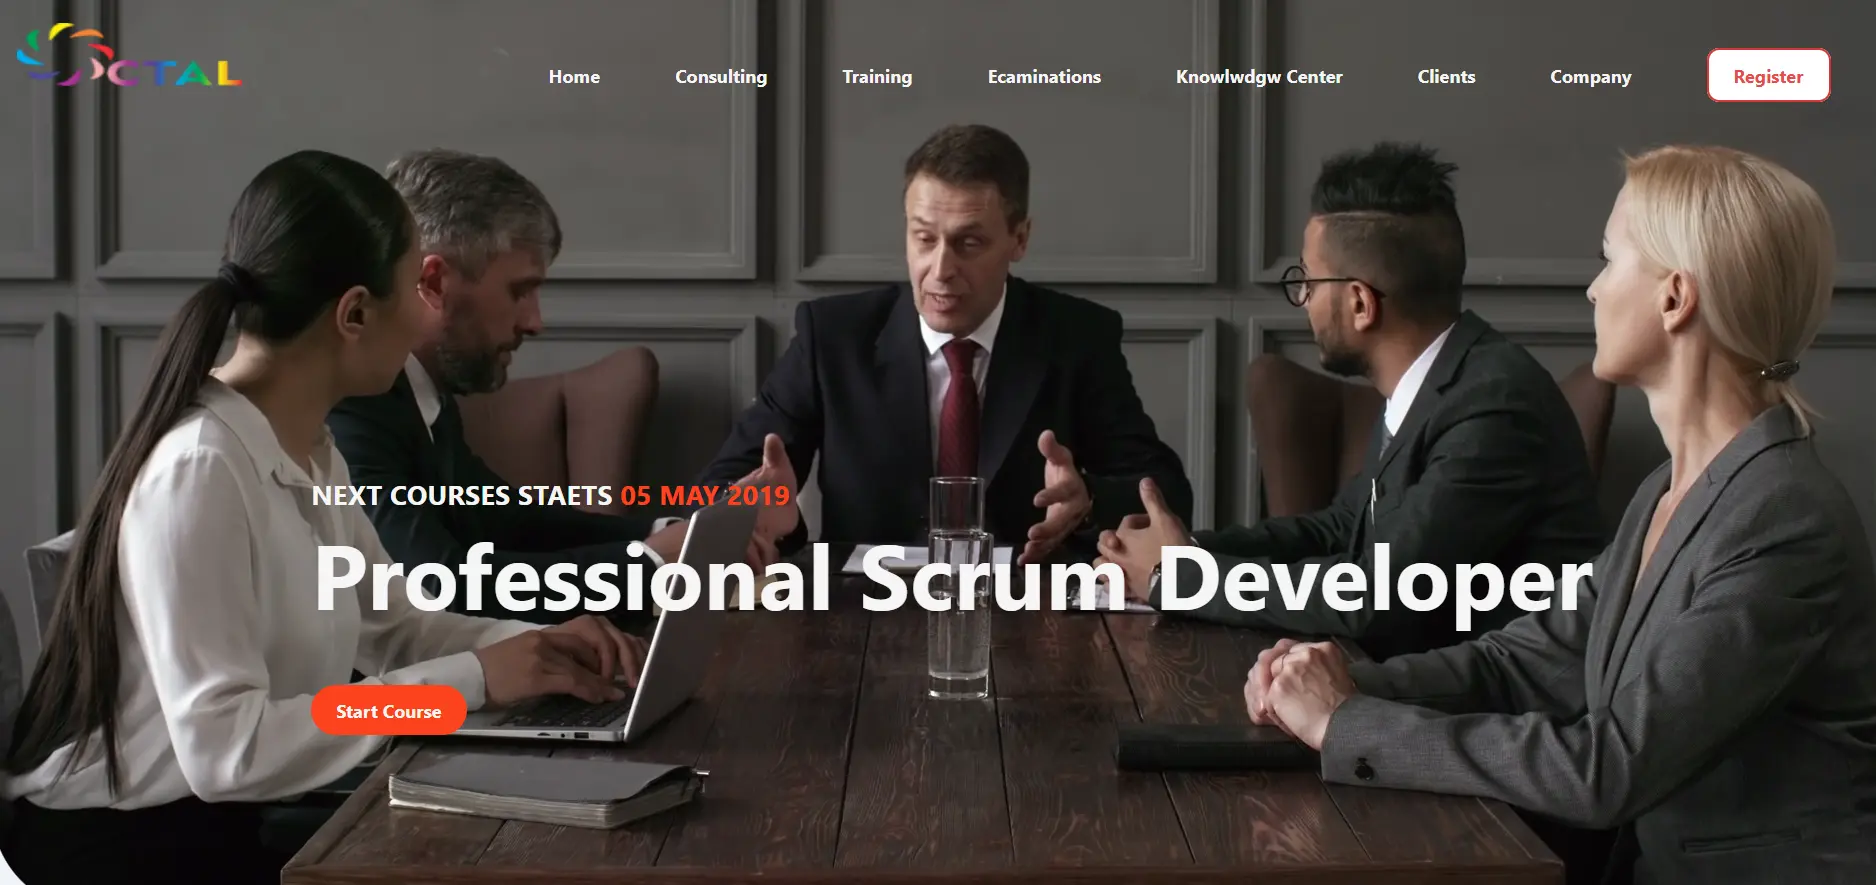 OCTAL
Home Consulting Training Ecaminations Knowlwdgw Center Clients Company Register
NEXT COURSES STAETS 05 MAY 2019
Professional Scrum Developer
Start Course